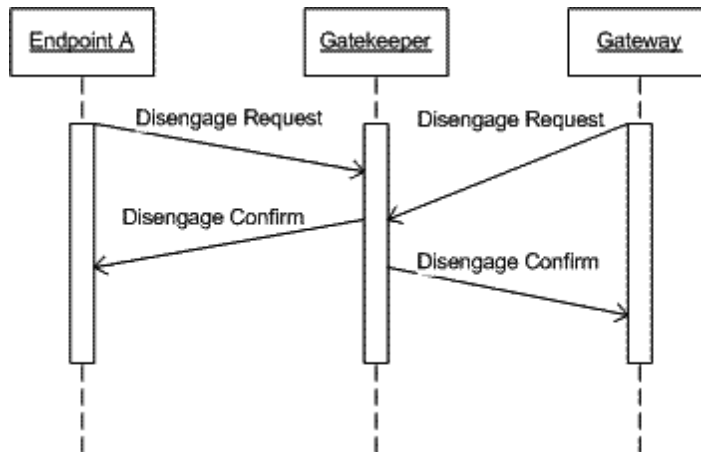 Endpoint A
Gatekeeper
Gateway
Disengage Request
Disengage Request
Disengage Confirm
Disengage Confirm